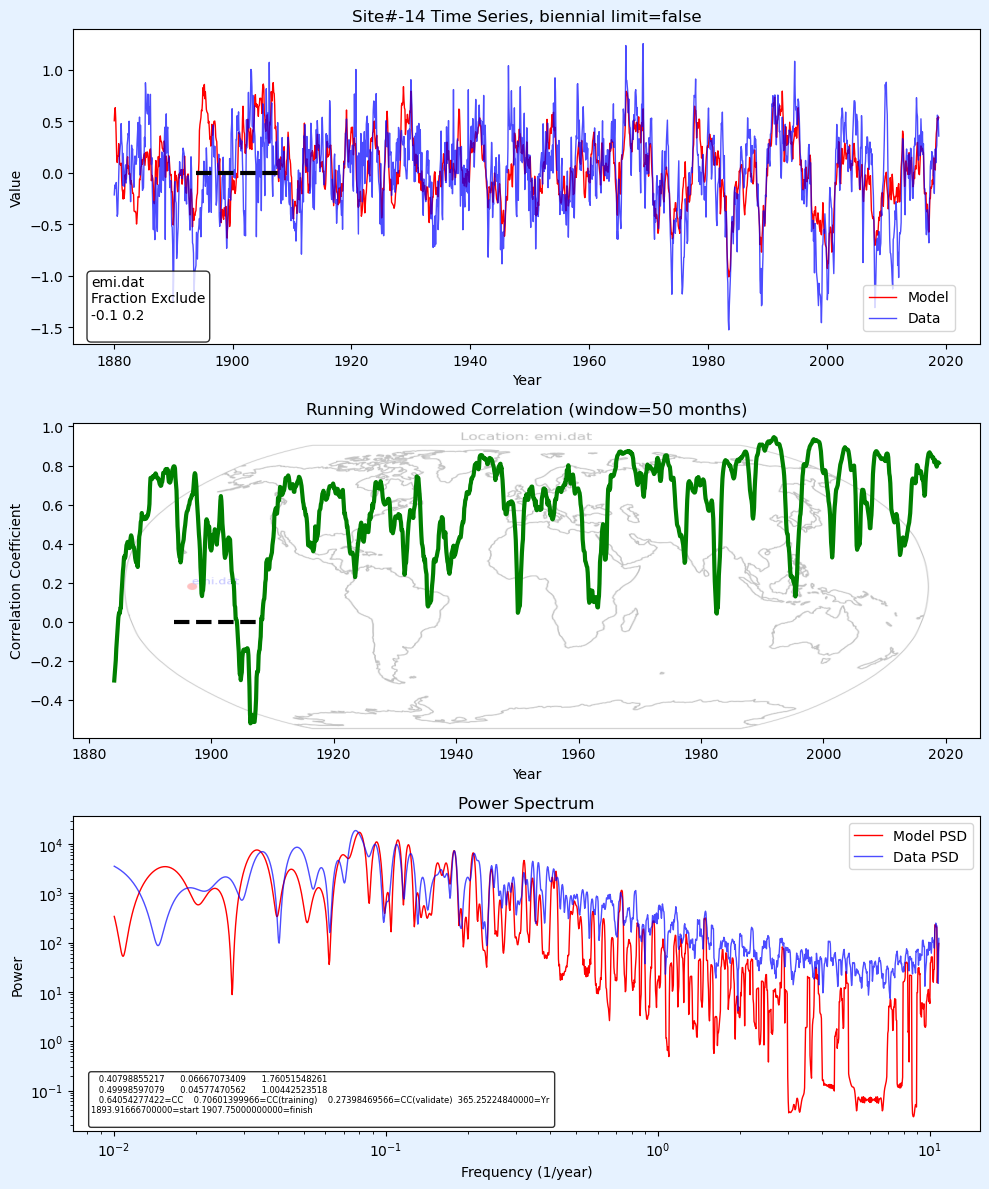 Site#-14 Time Series, biennial limit=false
1.0
0.5
0.0
−0.5
−1.0
−1.5
Value
emi.dat
Fraction Exclude
-0.1 0.2
Model
Data
1880
1900
1920
1940
1960
1980
2000
2020
Year
Running Windowed Correlation (window=50 months)
Location: emi.dat
emi.dat
1.0
0.8
0.6
0.4
0.2
0.0
−0.2
−0.4
Correlation Coefficient
1880
1900
1920
1940
1960
1980
2000
2020
Year
Power Spectrum
Model PSD
Data PSD
10⁴
10³
10²
10¹
10⁰
10⁻¹
Power
0.40798855217 0.06667073409 1.76051548261
0.49998597079 0.04577470562 1.00442523518
0.64054277422=CC 0.70601399966=CC(training) 0.27398469566=CC(validate) 365.25224840000=Yr
1893.91666700000=start 1907.75000000000=finish
10⁻²
10⁻¹
10⁰
10¹
Frequency (1/year)